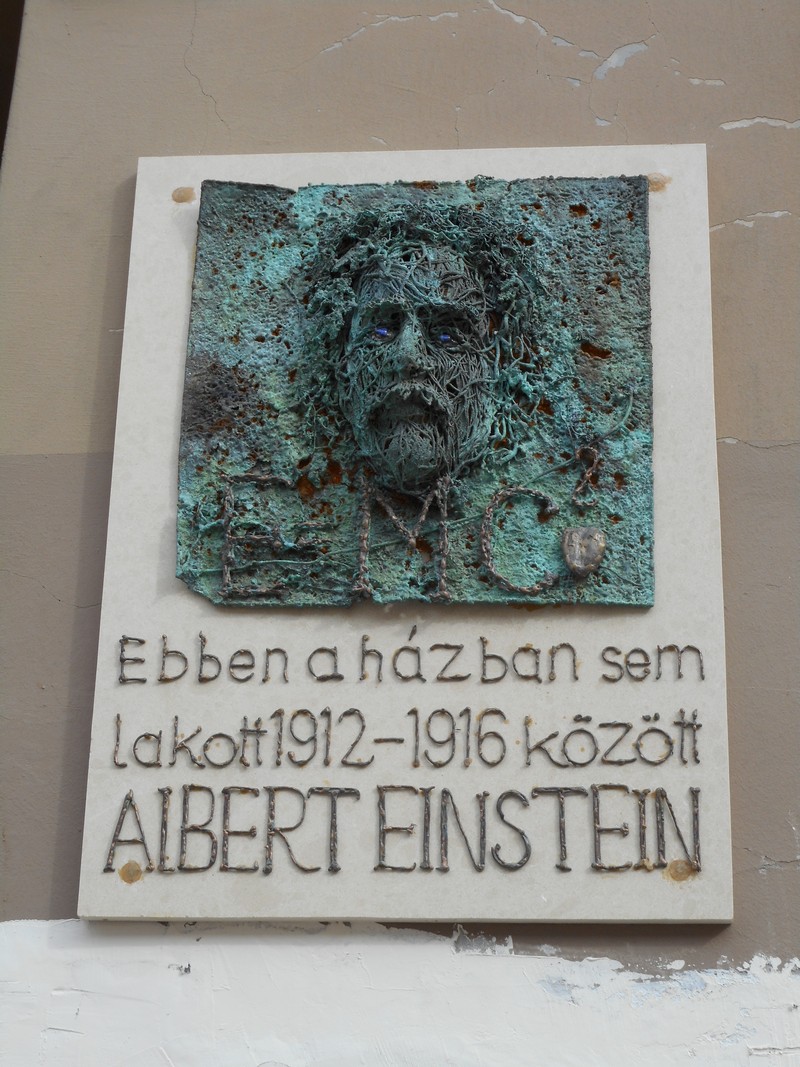 E=MC²
Ebben a házban sem
lakott 1912-1916 között
ALBERT EINSTEIN